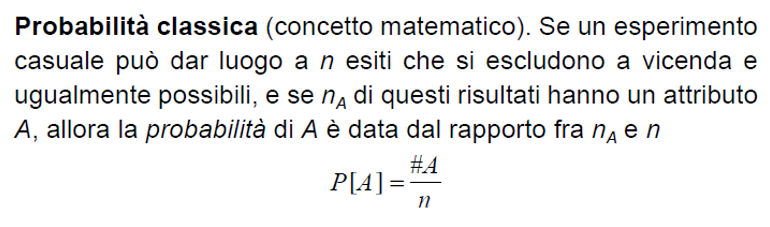 Probabilità classica (concetto matematico). Se un esperimento
casuale può dar luogo a n esiti che si escludono a vicenda e
ugualmente possibili, e se nA di questi risultati hanno un attributo
A, allora la probabilità di A è data dal rapporto fra nA e n
P[A] = #A / n